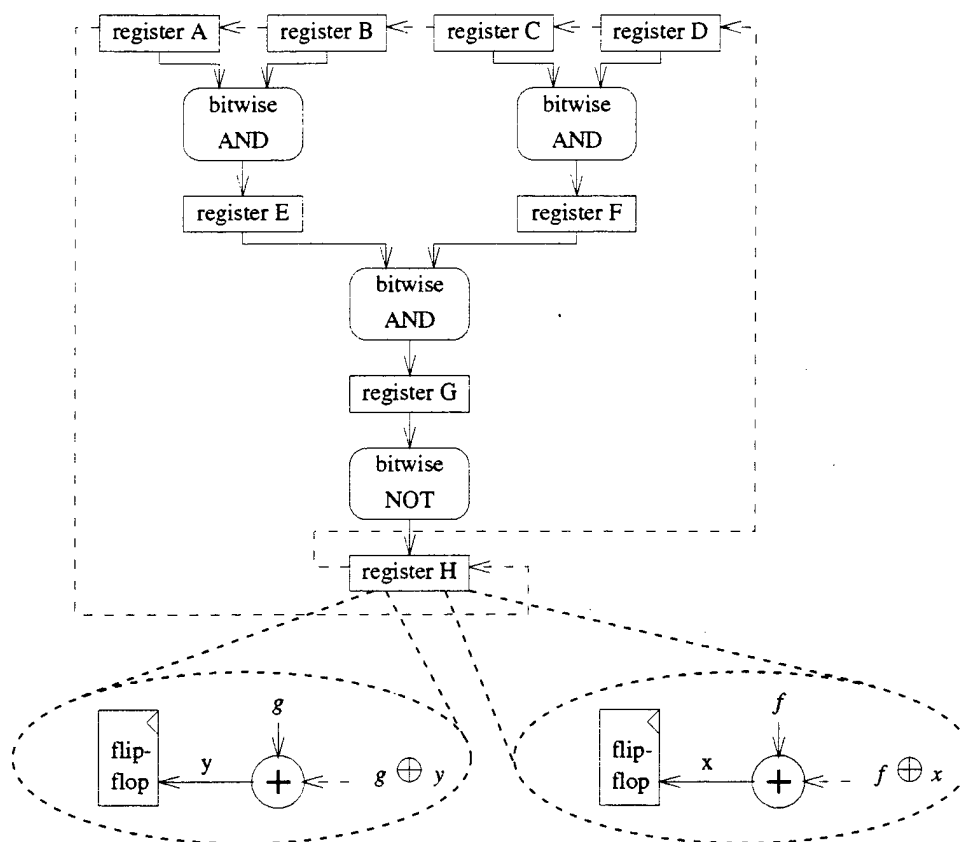 register A
register B
register C
register D
bitwise
AND
bitwise
AND
register E
register F
bitwise
AND
register G
bitwise
NOT
register H
g
flip-
flop
y
+
g ⊕ y
f
flip-
flop
x
+
f ⊕ x